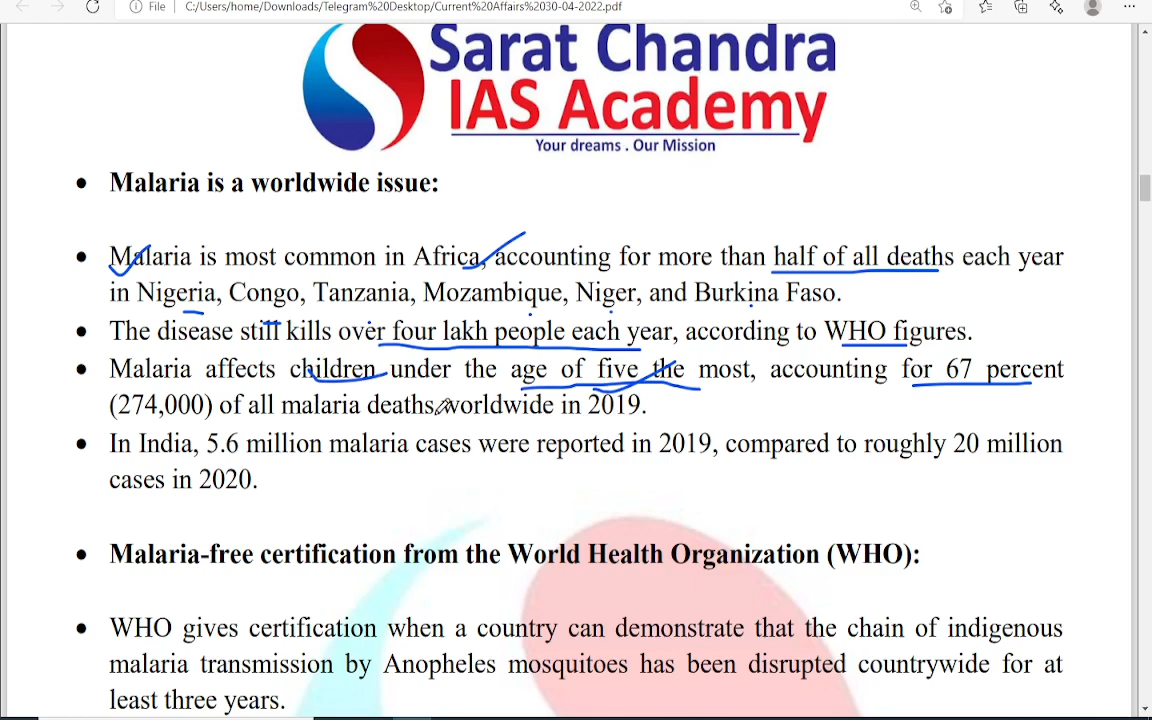 File
C:/Users/home/Downloads/Telegram%20Desktop/Current%20Affairs%2030-04-2022.pdf
Sarat Chandra
IAS Academy
Your dreams . Our Mission
• Malaria is a worldwide issue:
• Malaria is most common in Africa, accounting for more than half of all deaths each year
in Nigeria, Congo, Tanzania, Mozambique, Niger, and Burkina Faso.
• The disease still kills over four lakh people each year, according to WHO figures.
• Malaria affects children under the age of five the most, accounting for 67 percent
(274,000) of all malaria deaths worldwide in 2019.
• In India, 5.6 million malaria cases were reported in 2019, compared to roughly 20 million
cases in 2020.
• Malaria-free certification from the World Health Organization (WHO):
• WHO gives certification when a country can demonstrate that the chain of indigenous
malaria transmission by Anopheles mosquitoes has been disrupted countrywide for at
least three years.